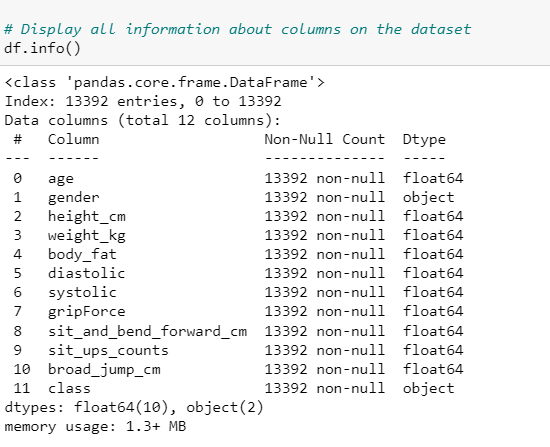 # Display all information about columns on the dataset
df.info()
<class 'pandas.core.frame.DataFrame'>
Index: 13392 entries, 0 to 13392
Data columns (total 12 columns):
 #   Column                   Non-Null Count  Dtype
---  ------                   --------------  -----
 0   age                      13392 non-null  float64
 1   gender                   13392 non-null  object
 2   height_cm                13392 non-null  float64
 3   weight_kg                13392 non-null  float64
 4   body_fat                 13392 non-null  float64
 5   diastolic                13392 non-null  float64
 6   systolic                 13392 non-null  float64
 7   gripForce                13392 non-null  float64
 8   sit_and_bend_forward_cm  13392 non-null  float64
 9   sit_ups_counts           13392 non-null  float64
 10  broad_jump_cm            13392 non-null  float64
 11  class                    13392 non-null  object
dtypes: float64(10), object(2)
memory usage: 1.3+ MB